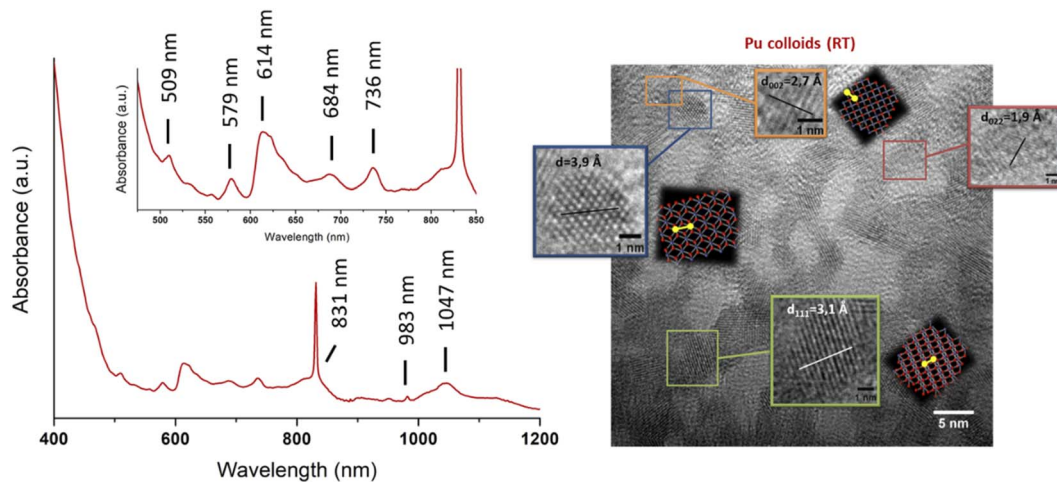 Absorbance (a.u.)
509 nm
579 nm
614 nm
684 nm
736 nm
Absorbance (a.u.)
500 550 600 650 700 750 800 850
Wavelength (nm)
831 nm
983 nm
1047 nm
400 600 800 1000 1200
Wavelength (nm)
Pu colloids (RT)
d₀₀₂=2,7 Å
1 nm
d₀₂₂=1,9 Å
1 nm
d=3,9 Å
1 nm
d₁₁₁=3,1 Å
1 nm
5 nm